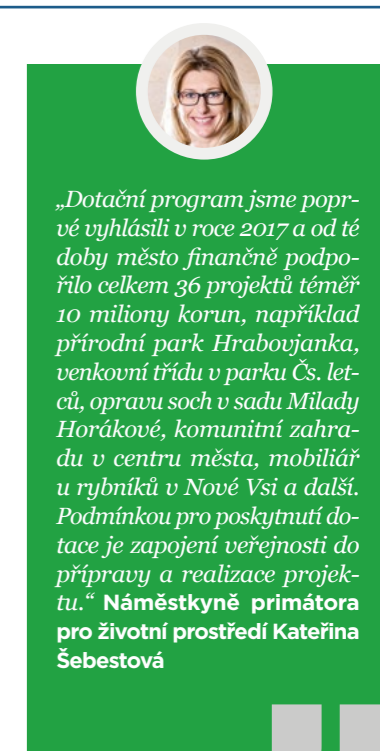 „Dotační program jsme popr-
vé vyhlásili v roce 2017 a od té
doby město finančně podpo-
řilo celkem 36 projektů téměř
10 miliony korun, například
přírodní park Hrabovjanka,
venkovní třídu v parku Čs. let-
ců, opravu soch v sadu Milady
Horákové, komunitní zahra-
du v centru města, mobiliář
u rybníků v Nové Vsi a další.
Podmínkou pro poskytnutí do-
tace je zapojení veřejnosti do
přípravy a realizace projek-
tu.“ Náměstkyně primátora
pro životní prostředí Kateřina
Šebestová